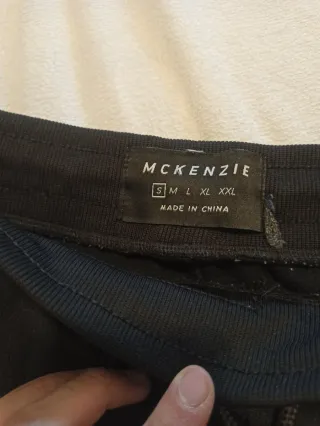 MCKENZIE
S M L XL XXL
MADE IN CHINA